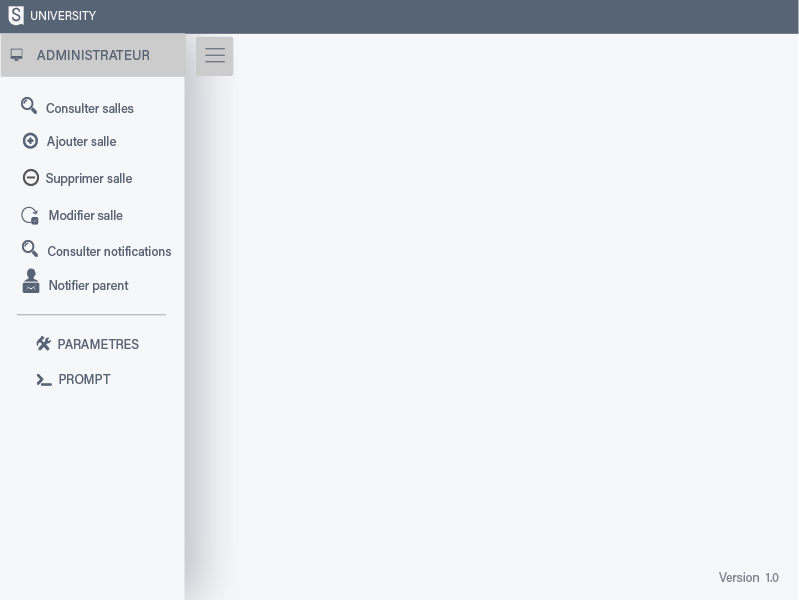 S UNIVERSITY
ADMINISTRATEUR
Consulter salles
Ajouter salle
Supprimer salle
Modifier salle
Consulter notifications
Notifier parent
PARAMETRES
PROMPT
Version 1.0